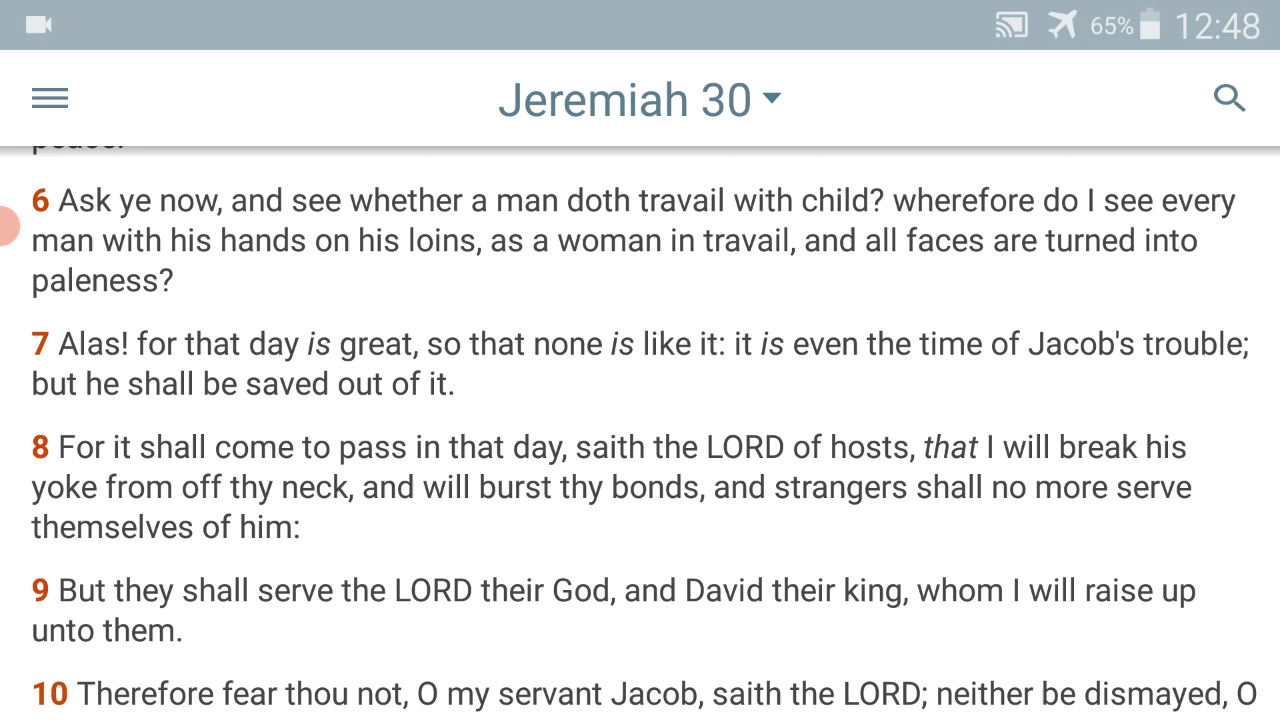 65% 12:48
Jeremiah 30
6 Ask ye now, and see whether a man doth travail with child? wherefore do I see every
man with his hands on his loins, as a woman in travail, and all faces are turned into
paleness?
7 Alas! for that day is great, so that none is like it: it is even the time of Jacob's trouble;
but he shall be saved out of it.
8 For it shall come to pass in that day, saith the LORD of hosts, that I will break his
yoke from off thy neck, and will burst thy bonds, and strangers shall no more serve
themselves of him:
9 But they shall serve the LORD their God, and David their king, whom I will raise up
unto them.
10 Therefore fear thou not, O my servant Jacob, saith the LORD; neither be dismayed, O